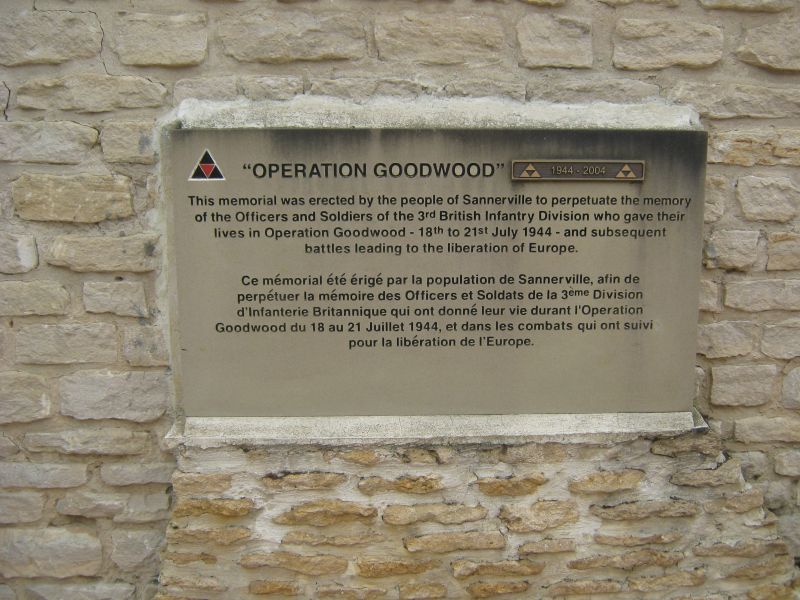 “OPERATION GOODWOOD”
1944 - 2004
This memorial was erected by the people of Sannerville to perpetuate the memory
of the Officers and Soldiers of the 3rd British Infantry Division who gave their
lives in Operation Goodwood - 18th to 21st July 1944 - and subsequent
battles leading to the liberation of Europe.
Ce mémorial été érigé par la population de Sannerville, afin de
perpétuer la mémoire des Officers et Soldats de la 3ème Division
d'Infanterie Britannique qui ont donné leur vie durant l'Operation
Goodwood du 18 au 21 Juillet 1944, et dans les combats qui ont suivi
pour la libération de l'Europe.